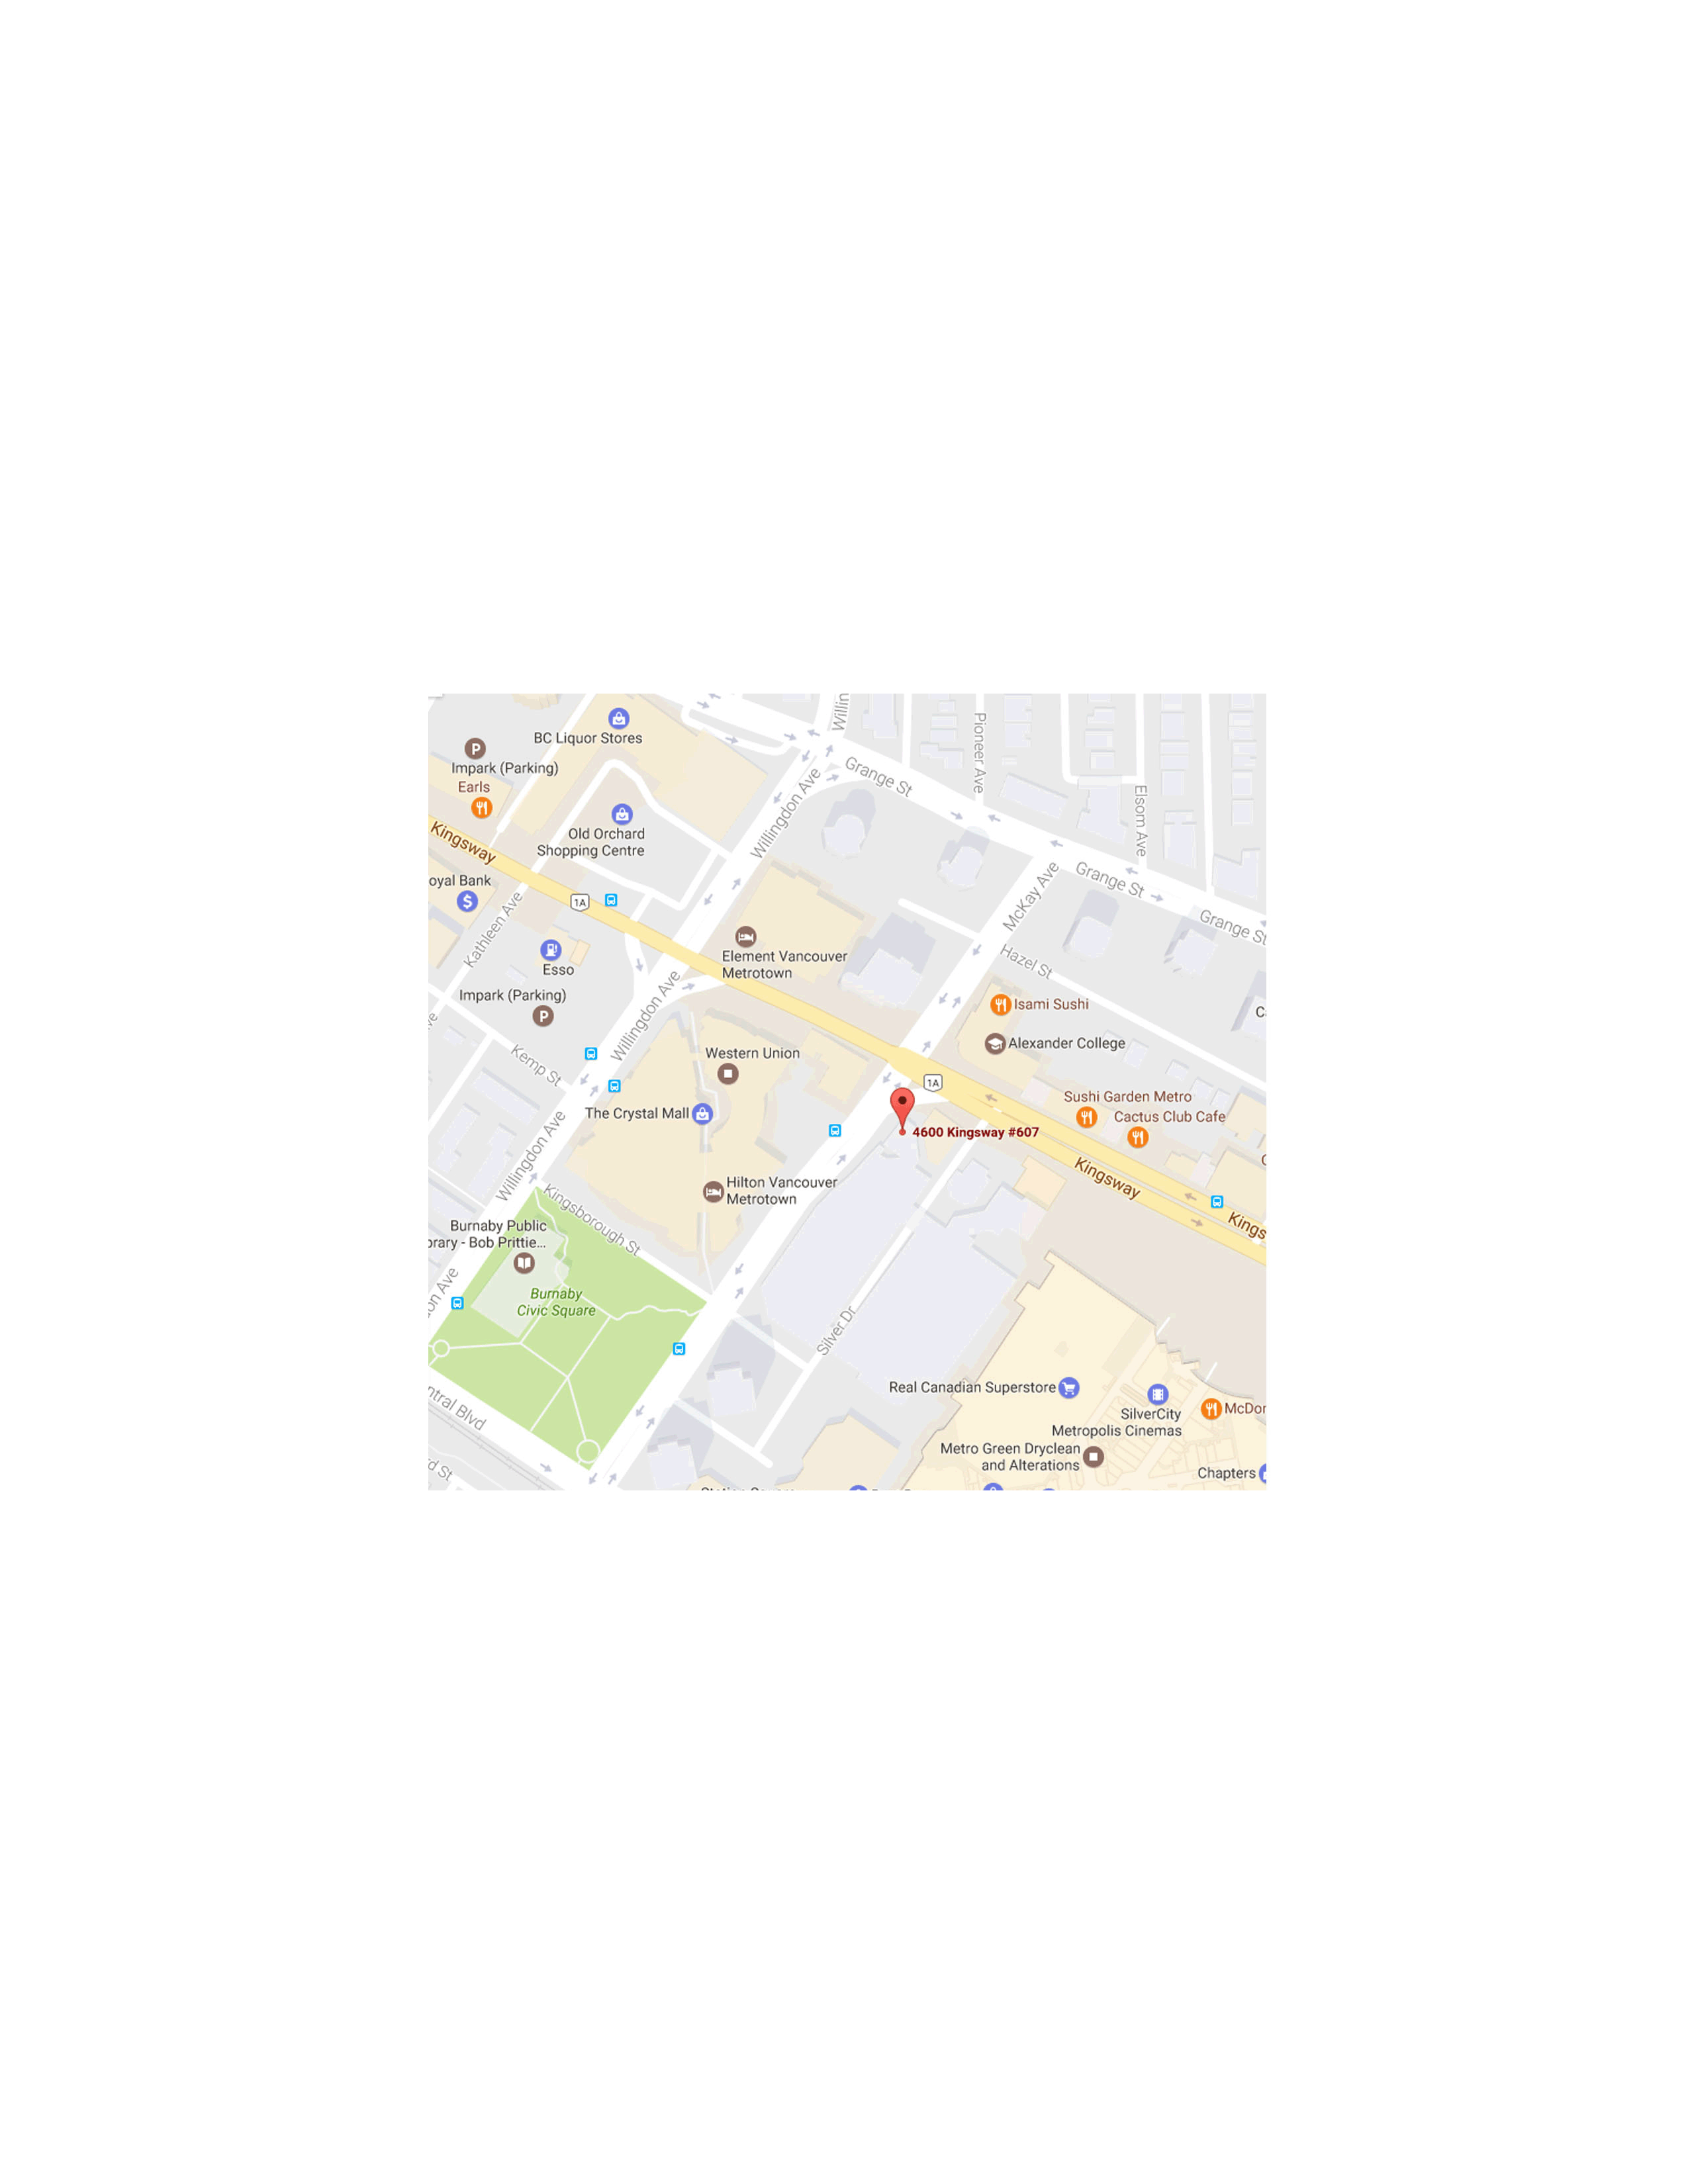 Willin
BC Liquor Stores
Pioneer Ave
Impark (Parking)
Earls
Grange St
Willingdon Ave
Elsom Ave
Kingsway
Old Orchard
Shopping Centre
oyal Bank
McKay Ave
Grange St
1A
Kathleen Ave
Grange St
Element Vancouver
Metrotown
Hazel St
Esso
Impark (Parking)
Willingdon Ave
Isami Sushi
Alexander College
Kemp St
Western Union
1A
Sushi Garden Metro
The Crystal Mall
Cactus Club Cafe
4600 Kingsway #607
Willingdon Ave
Kingsway
Hilton Vancouver
Metrotown
Kingsborough St
Burnaby Public
brary - Bob Prittie...
Kings
on Ave
Burnaby
Civic Square
Silver Dr
Real Canadian Superstore
ntral Blvd
SilverCity
Metropolis Cinemas
McDon
Metro Green Dryclean
and Alterations
rd St
Chapters